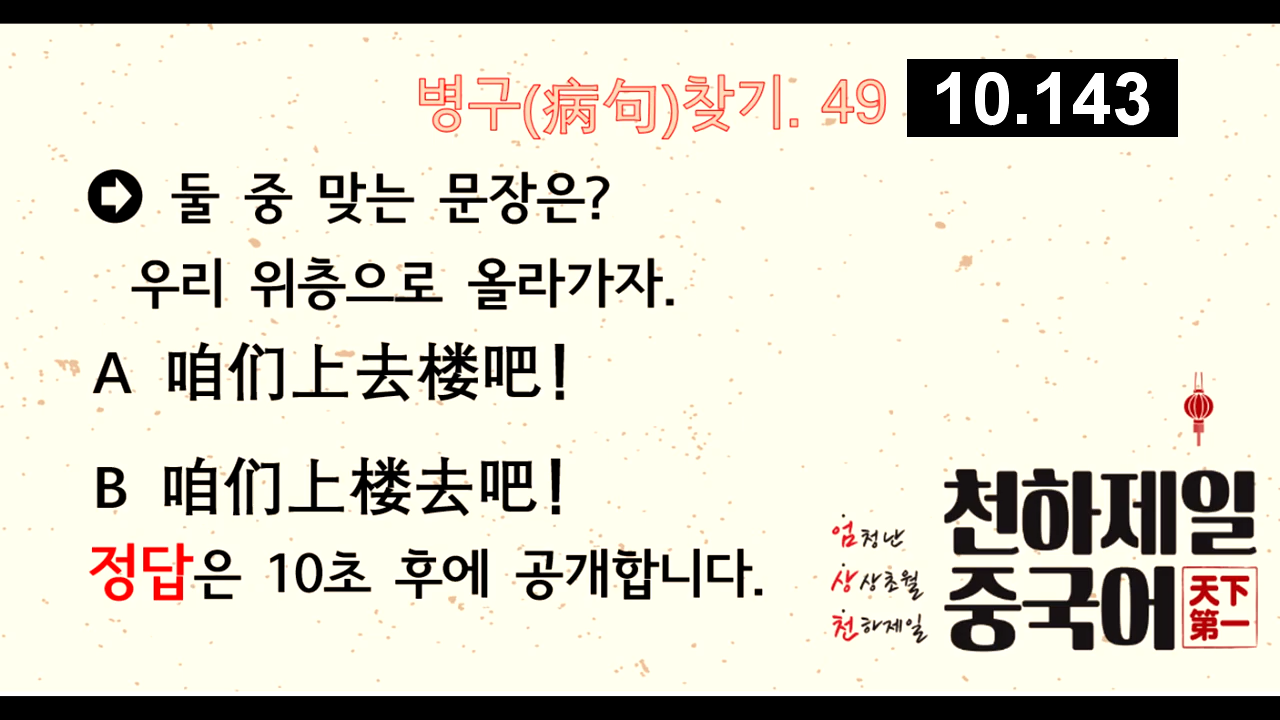 병구(病句)찾기. 49
10.143
둘 중 맞는 문장은?
우리 위층으로 올라가자.
A 咱们上去楼吧!
B 咱们上楼去吧!
정답은 10초 후에 공개합니다.
엄청난
상상초월
천하제일
천하제일
중국어
天下
第一